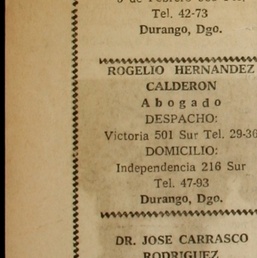 Tel. 42-73
Durango, Dgo.
ROGELIO HERNANDEZ
CALDERON
Abogado
DESPACHO:
Victoria 501 Sur Tel. 29-36
DOMICILIO:
Independencia 216 Sur
Tel. 47-93
Durango, Dgo.
DR. JOSE CARRASCO
RODRIGUEZ